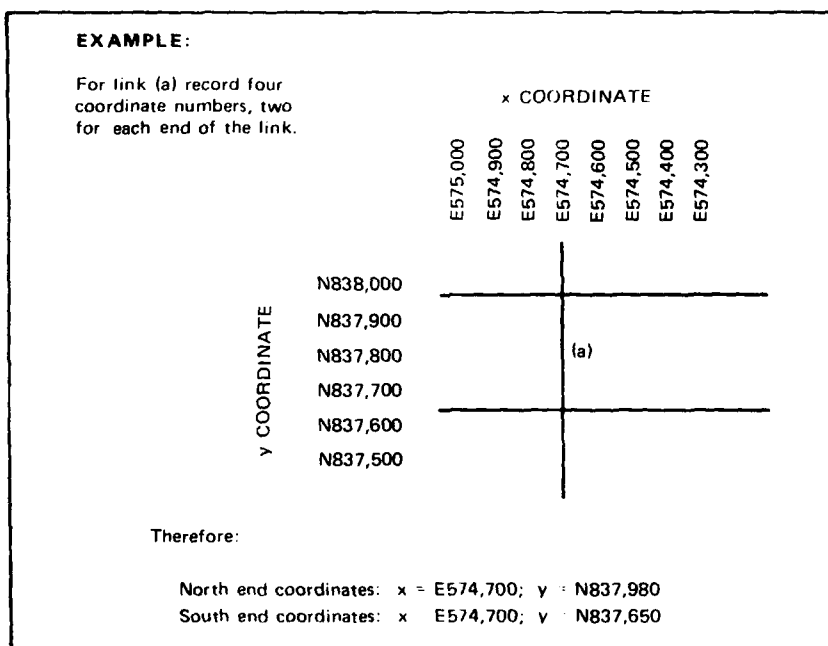 EXAMPLE:
For link (a) record four
coordinate numbers, two
for each end of the link.
x COORDINATE
E575,000
E574,900
E574,800
E574,700
E574,600
E574,500
E574,400
E574,300
y COORDINATE
N838,000
N837,900
N837,800
N837,700
N837,600
N837,500
(a)
Therefore:
North end coordinates: x = E574,700; y = N837,980
South end coordinates: x E574,700; y N837,650